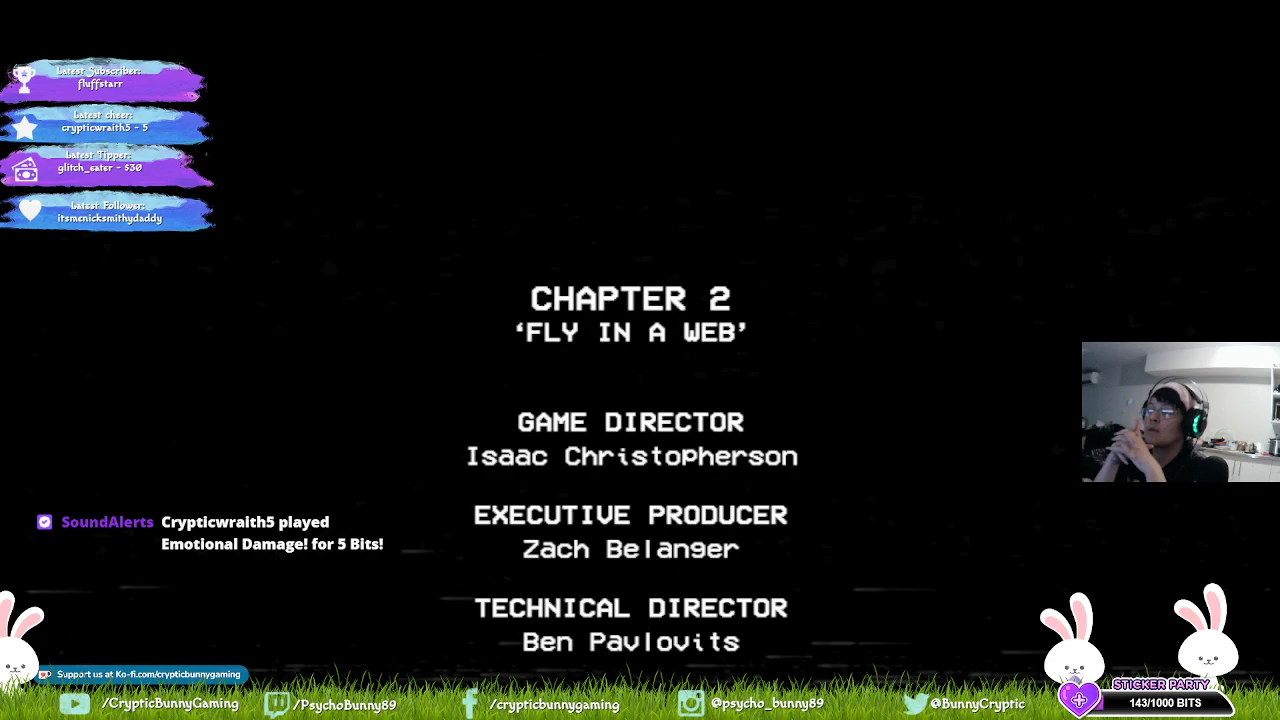 Latest Subscriber:
fluffstarr
Latest cheer:
crypticwraith5 - 5
Latest Tipper:
glitch_eater - $30
Latest Follower:
itsmenicksmithydaddy
CHAPTER 2
‘FLY IN A WEB’
GAME DIRECTOR
Isaac Christopherson
EXECUTIVE PRODUCER
Zach Belanger
TECHNICAL DIRECTOR
Ben Pavlovits
SoundAlerts Crypticwraith5 played
Emotional Damage! for 5 Bits!
Support us at Ko-fi.com/crypticbunnygaming
/CrypticBunnyGaming
/PsychoBunny89
/crypticbunnygaming
@psycho_bunny89
@BunnyCryptic
STICKER PARTY
143/1000 BITS